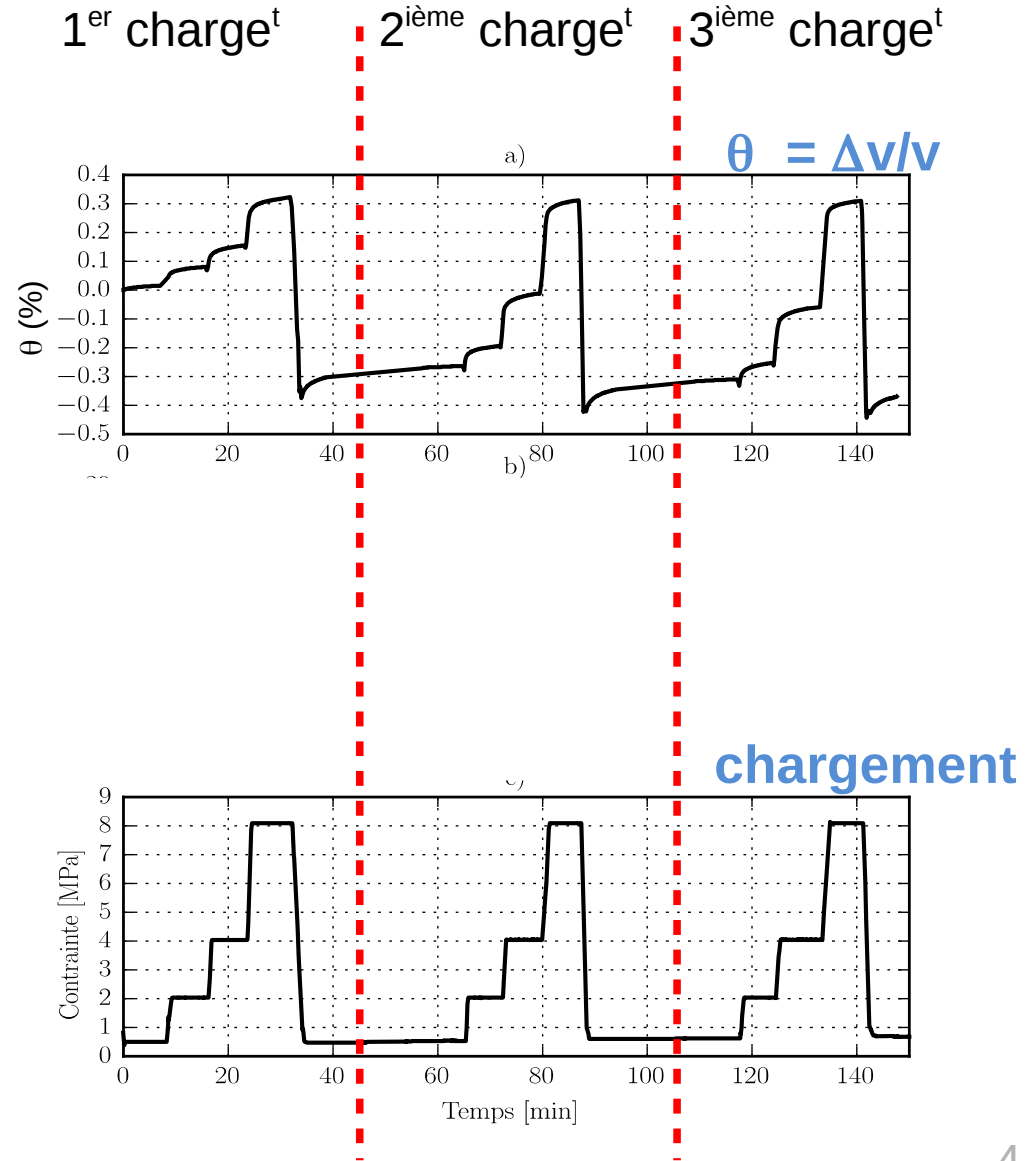 1er charget 2ième charget 3ième charget
θ = Δv/v
a)
0.4
0.3
0.2
0.1
0.0
−0.1
−0.2
−0.3
−0.4
−0.5
θ (%)
0 20 40 60 80 100 120 140
b)
chargement
9
8
7
6
5
4
3
2
1
0
Contrainte [MPa]
0 20 40 60 80 100 120 140
Temps [min]
4